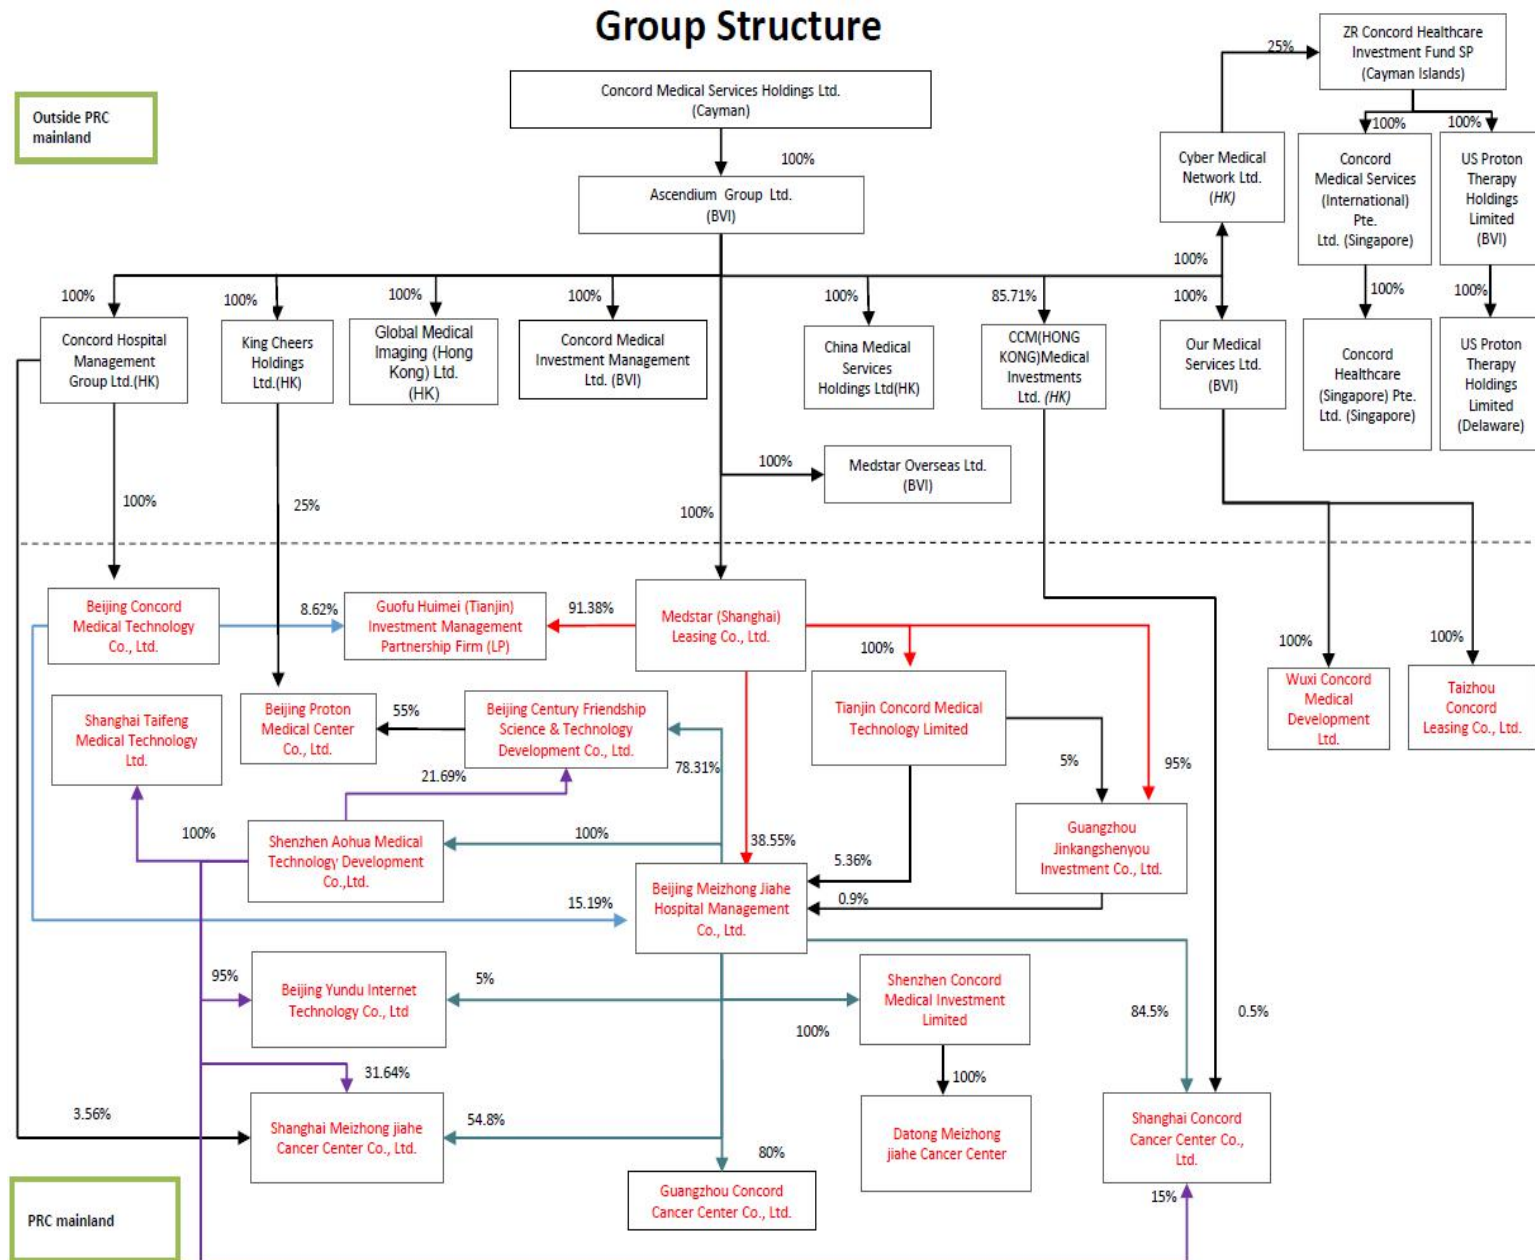 Group Structure
Outside PRC
mainland
Concord Medical Services Holdings Ltd.
(Cayman)
100%
Ascendium Group Ltd.
(BVI)
25%
ZR Concord Healthcare
Investment Fund SP
(Cayman Islands)
100%
100%
Cyber Medical
Network Ltd.
(HK)
Concord
Medical Services
(International)
Pte.
Ltd. (Singapore)
US Proton
Therapy
Holdings
Limited
(BVI)
100%
100%
100%
100%
100%
100%
85.71%
100%
100%
100%
Concord Hospital
Management
Group Ltd.(HK)
King Cheers
Holdings
Ltd.(HK)
Global Medical
Imaging (Hong
Kong) Ltd.
(HK)
Concord Medical
Investment Management
Ltd. (BVI)
China Medical
Services
Holdings Ltd(HK)
CCM(HONG
KONG)Medical
Investments
Ltd. (HK)
Our Medical
Services Ltd.
(BVI)
Concord
Healthcare
(Singapore) Pte.
Ltd. (Singapore)
US Proton
Therapy
Holdings
Limited
(Delaware)
100%
Medstar Overseas Ltd.
(BVI)
100%
25%
100%
Beijing Concord
Medical Technology
Co., Ltd.
8.62%
Guofu Huimei (Tianjin)
Investment Management
Partnership Firm (LP)
91.38%
Medstar (Shanghai)
Leasing Co., Ltd.
100%
100%
100%
Wuxi Concord
Medical
Development
Ltd.
Taizhou
Concord
Leasing Co., Ltd.
Shanghai Taifeng
Medical Technology
Ltd.
Beijing Proton
Medical Center
Co., Ltd.
55%
Beijing Century Friendship
Science & Technology
Development Co., Ltd.
Tianjin Concord Medical
Technology Limited
21.69%
78.31%
5%
95%
100%
Shenzhen Aohua Medical
Technology Development
Co.,Ltd.
100%
38.55%
5.36%
Guangzhou
Jinkangshenyou
Investment Co., Ltd.
15.19%
Beijing Meizhong Jiahe
Hospital Management
Co., Ltd.
0.9%
95%
Beijing Yundu Internet
Technology Co., Ltd
5%
100%
Shenzhen Concord
Medical Investment
Limited
84.5%
0.5%
31.64%
100%
3.56%
Shanghai Meizhong jiahe
Cancer Center Co., Ltd.
54.8%
Datong Meizhong
jiahe Cancer Center
Shanghai Concord
Cancer Center Co.,
Ltd.
80%
Guangzhou Concord
Cancer Center Co., Ltd.
15%
PRC mainland